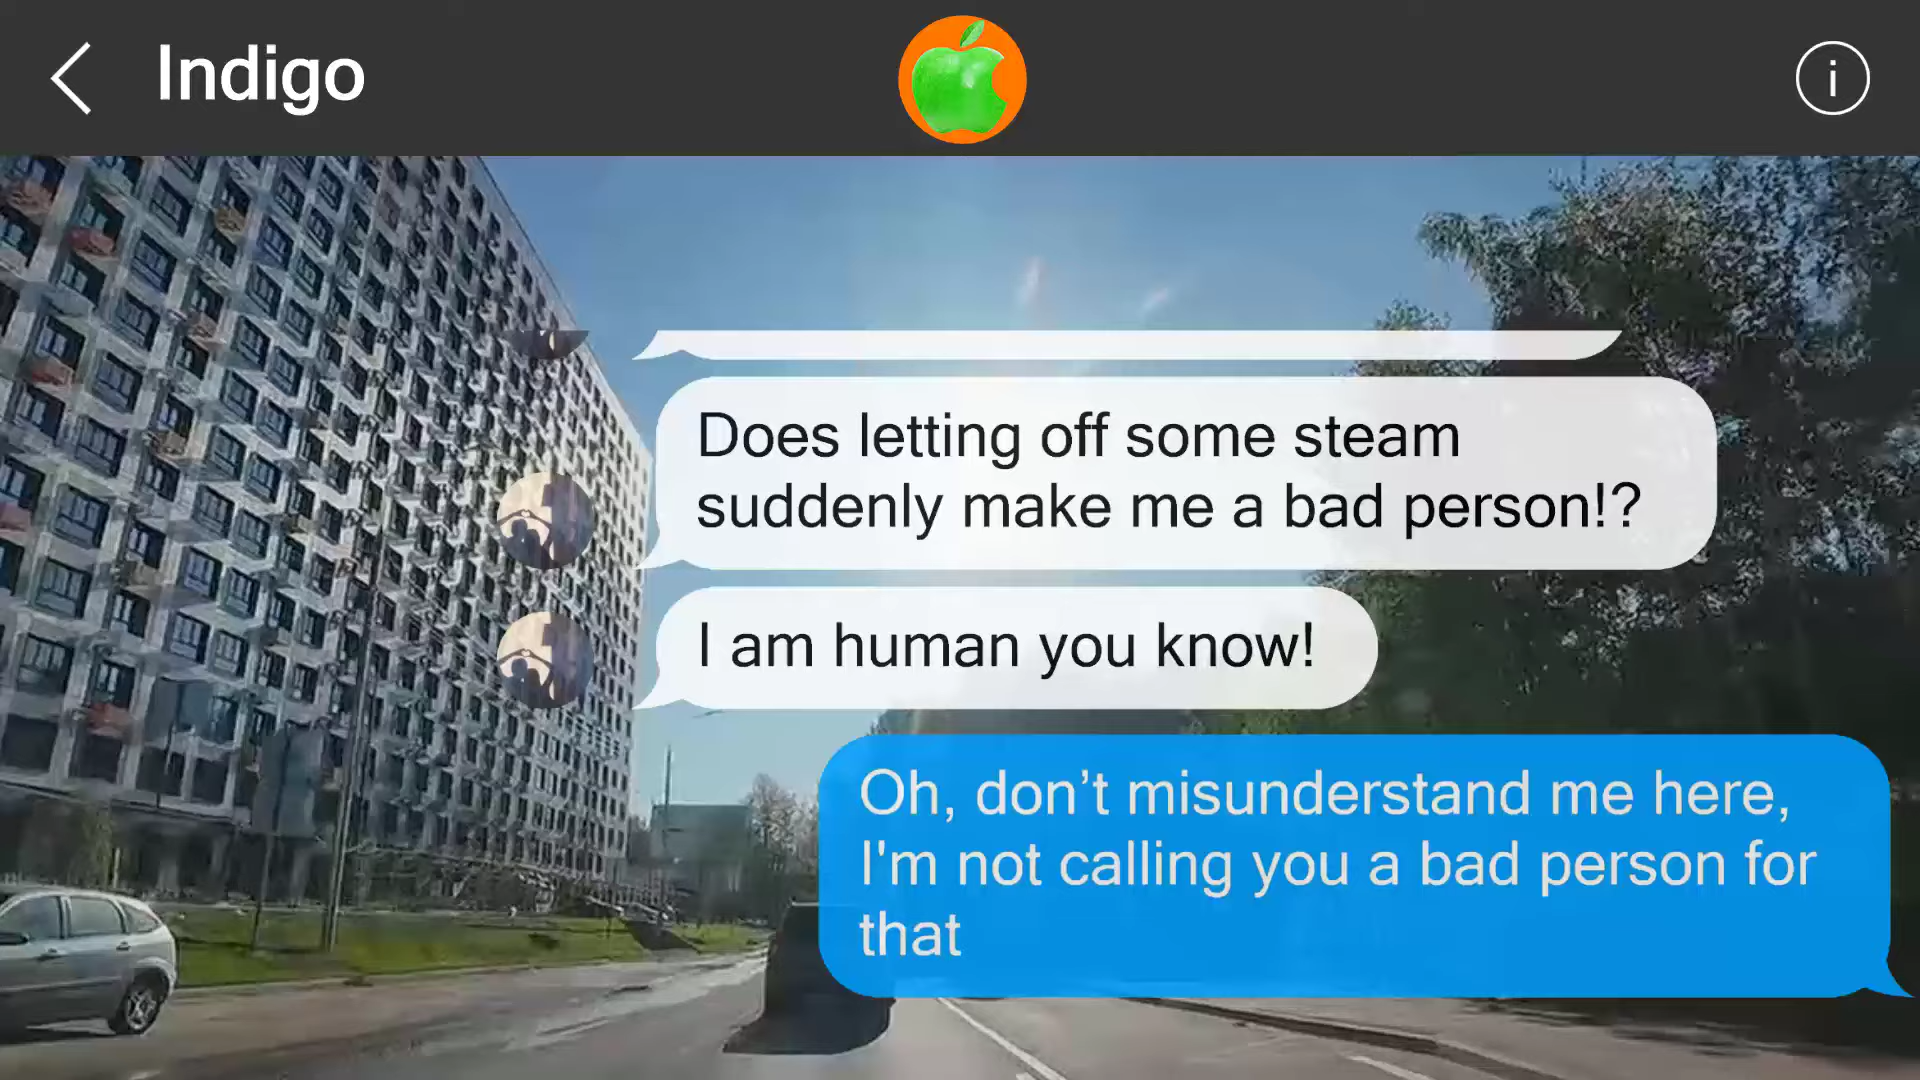 Indigo
i
Does letting off some steam
suddenly make me a bad person!?
I am human you know!
Oh, don’t misunderstand me here,
I'm not calling you a bad person for
that